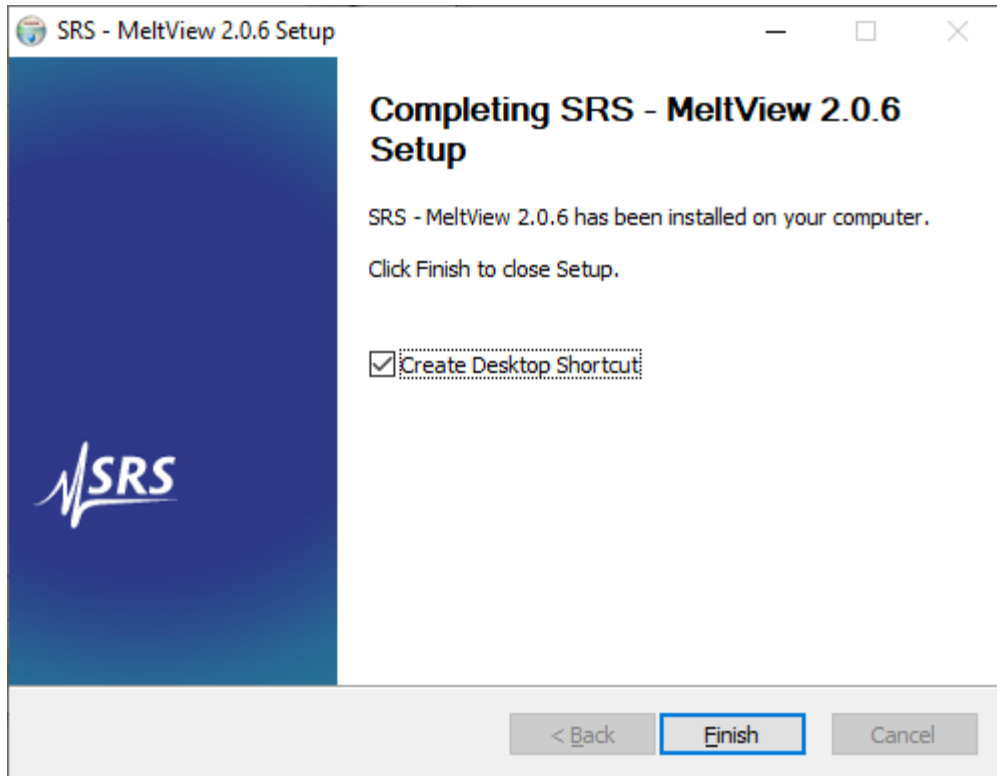 SRS - MeltView 2.0.6 Setup
Completing SRS - MeltView 2.0.6
Setup
SRS - MeltView 2.0.6 has been installed on your computer.
Click Finish to close Setup.
Create Desktop Shortcut
SRS
< Back
Finish
Cancel